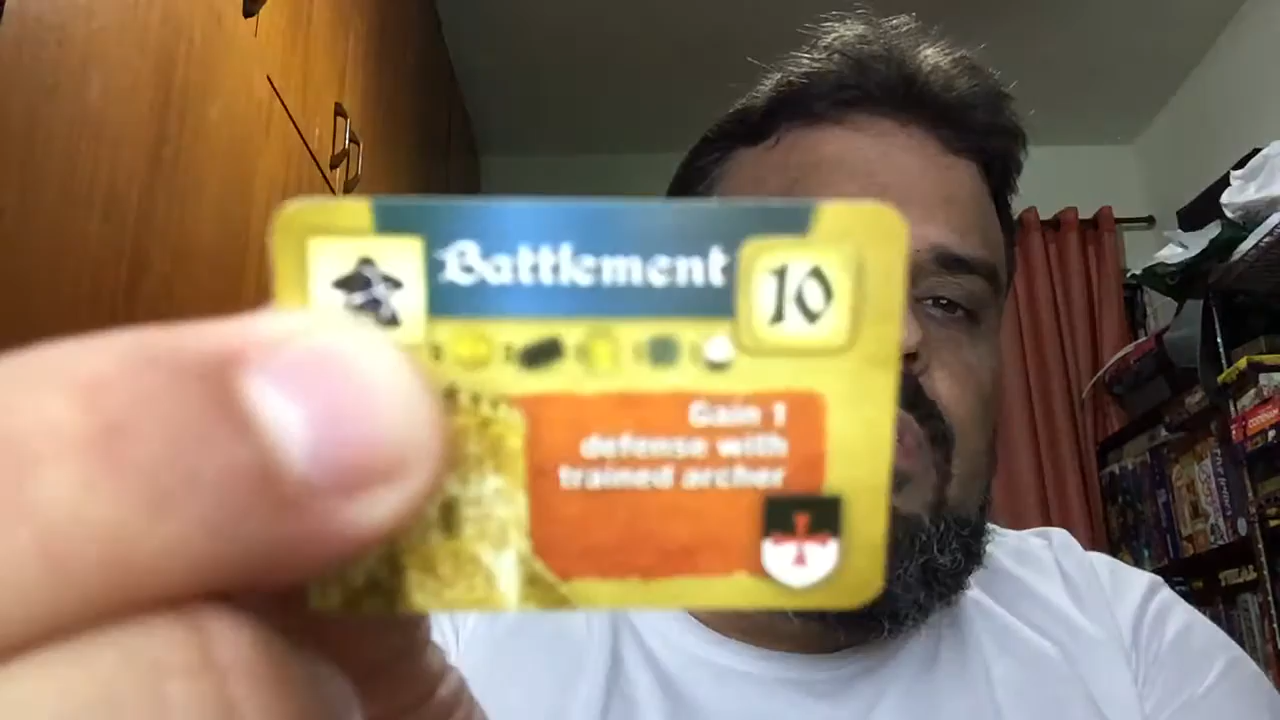 Battlement
10
Gain 1
defense with
trained archer